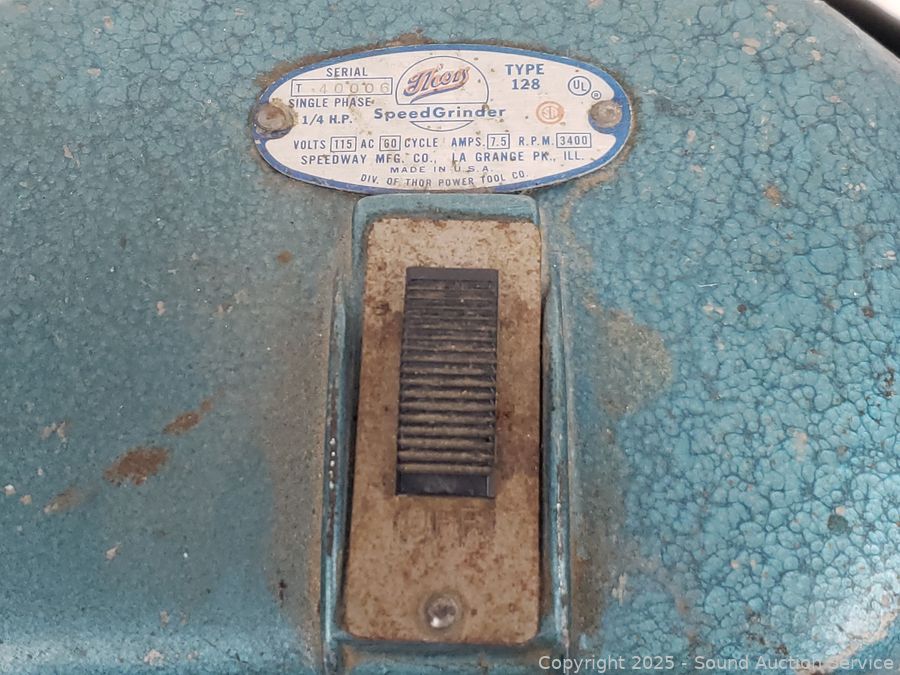 SERIAL
T 40006
SINGLE PHASE
1/4 H.P.
Thor
SpeedGrinder
TYPE
128
UL
®
VOLTS 115 AC 60 CYCLE AMPS. 7.5 R.P.M. 3400
SPEEDWAY MFG. CO., LA GRANGE PK., ILL.
MADE IN U.S.A.
DIV. OF THOR POWER TOOL CO.
OFF
Copyright © 2025 - Sound Auction Service